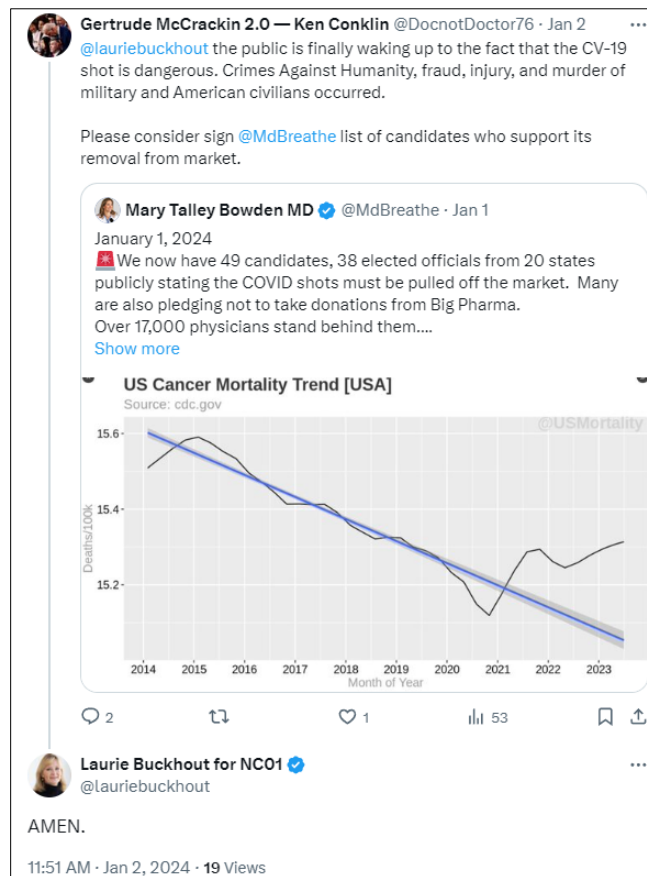 Gertrude McCrackin 2.0 — Ken Conklin @DocnotDoctor76 · Jan 2
@lauriebuckhout the public is finally waking up to the fact that the CV-19
shot is dangerous. Crimes Against Humanity, fraud, injury, and murder of
military and American civilians occurred.
Please consider sign @MdBreathe list of candidates who support its
removal from market.
Mary Talley Bowden MD @MdBreathe · Jan 1
January 1, 2024
🚨We now have 49 candidates, 38 elected officials from 20 states
publicly stating the COVID shots must be pulled off the market. Many
are also pledging not to take donations from Big Pharma.
Over 17,000 physicians stand behind them....
Show more
US Cancer Mortality Trend [USA]
Source: cdc.gov
@USMortality
15.6
15.4
15.2
Deaths/100k
2014 2015 2016 2017 2018 2019 2020 2021 2022 2023
Month of Year
2 1 53
Laurie Buckhout for NC01
@lauriebuckhout
AMEN.
11:51 AM · Jan 2, 2024 · 19 Views